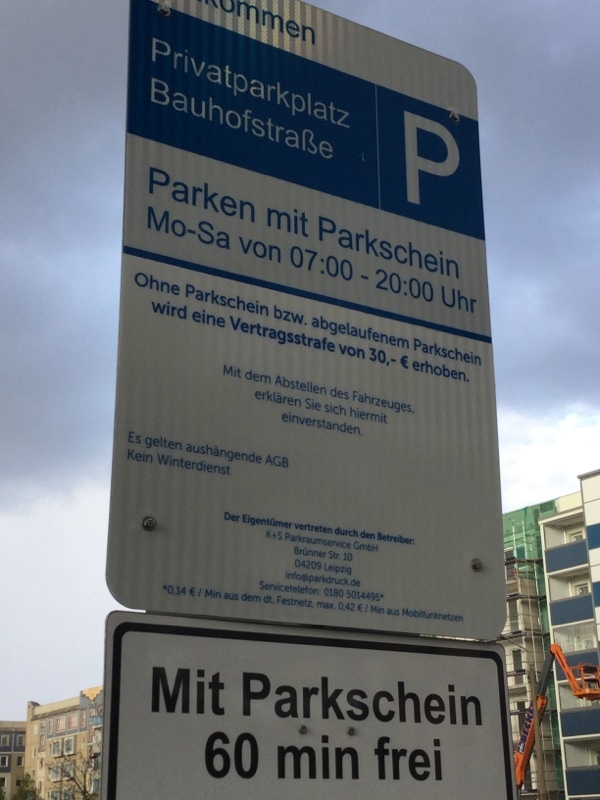 kommen
Privatparkplatz
Bauhofstraße
P
Parken mit Parkschein
Mo-Sa von 07:00 - 20:00 Uhr
Ohne Parkschein bzw. abgelaufenem Parkschein
wird eine Vertragsstrafe von 30,- € erhoben.
Mit dem Abstellen des Fahrzeuges,
erklären Sie sich hiermit
einverstanden.
Es gelten aushängende AGB
Kein Winterdienst
Der Eigentümer vertreten durch den Betreiber:
K+S Parkraumservice GmbH
Brünner Str. 10
04209 Leipzig
info@parkdruck.de
Servicetelefon: 0180 5014495*
*0,14 € / Min aus dem dt. Festnetz, max. 0,42 € / Min aus Mobilfunknetzen
Mit Parkschein
60 min frei